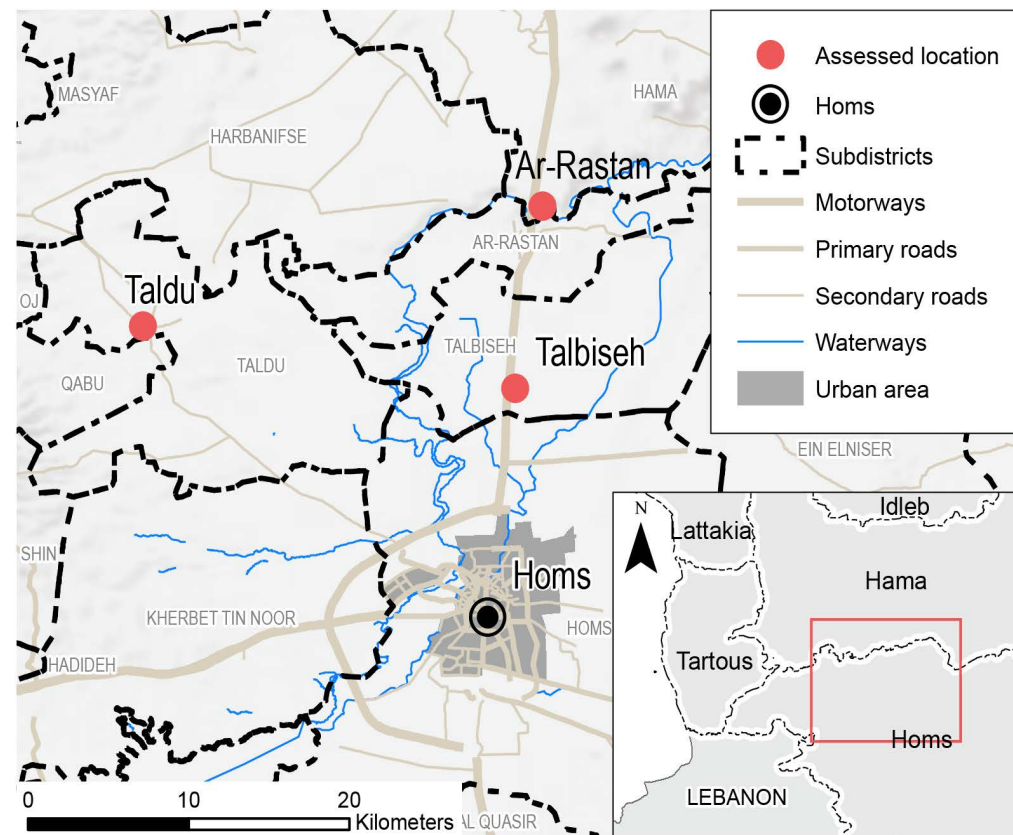 MASYAF
HAMA
HARBANIFSE
Ar-Rastan
AR-RASTAN
Taldu
OJ
TALBISEH
Talbiseh
TALDU
QABU
EIN ELNISER
SHIN
Homs
KHERBET TIN NOOR
HOMS
HADIDEH
AL QUASIR
0 10 20
Kilometers
Assessed location
Homs
Subdistricts
Motorways
Primary roads
Secondary roads
Waterways
Urban area
N
Idleb
Lattakia
Hama
Tartous
Homs
LEBANON